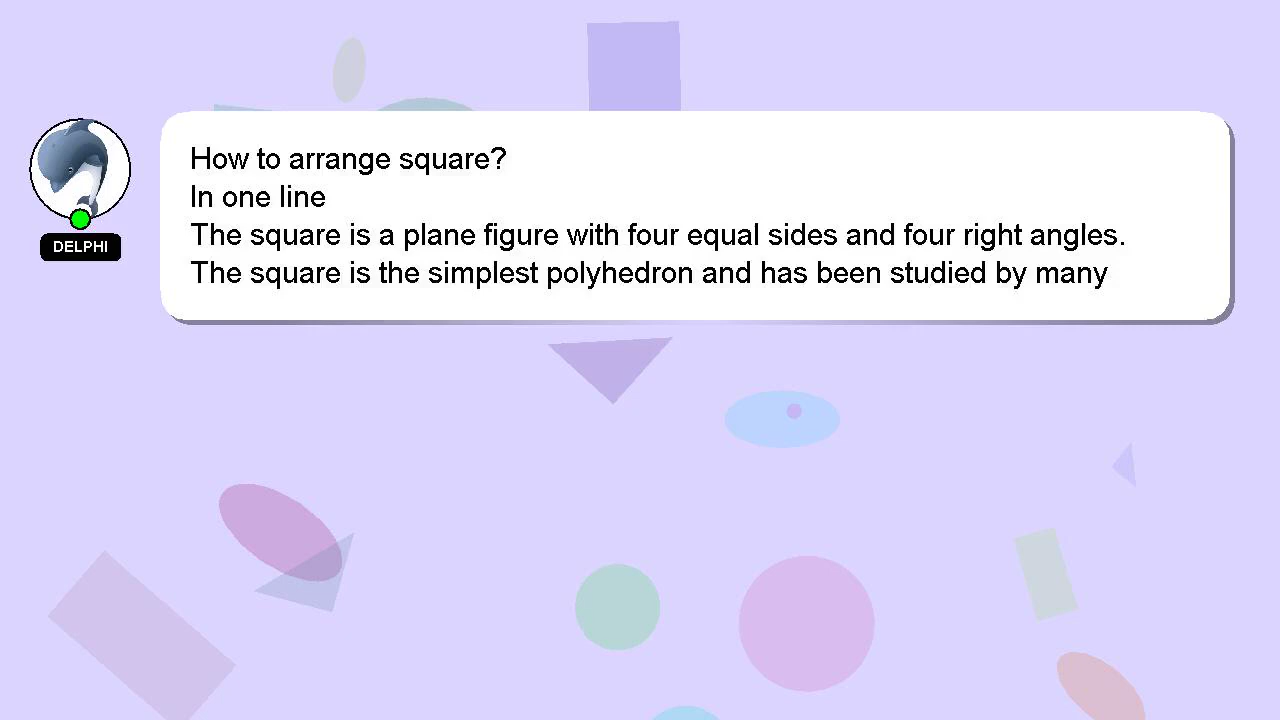 How to arrange square?
In one line
The square is a plane figure with four equal sides and four right angles.
The square is the simplest polyhedron and has been studied by many
DELPHI